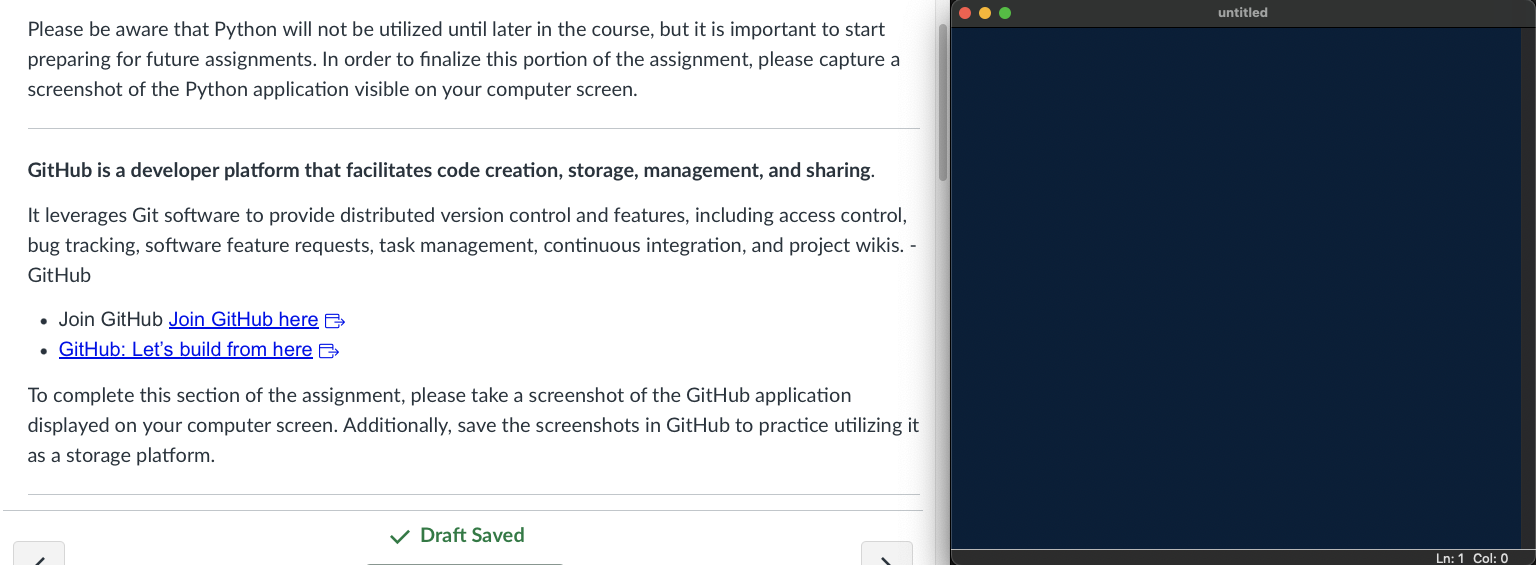 Please be aware that Python will not be utilized until later in the course, but it is important to start
preparing for future assignments. In order to finalize this portion of the assignment, please capture a
screenshot of the Python application visible on your computer screen.
GitHub is a developer platform that facilitates code creation, storage, management, and sharing.
It leverages Git software to provide distributed version control and features, including access control,
bug tracking, software feature requests, task management, continuous integration, and project wikis. -
GitHub
• Join GitHub Join GitHub here
• GitHub: Let’s build from here
To complete this section of the assignment, please take a screenshot of the GitHub application
displayed on your computer screen. Additionally, save the screenshots in GitHub to practice utilizing it
as a storage platform.
Draft Saved
untitled
Ln: 1 Col: 0